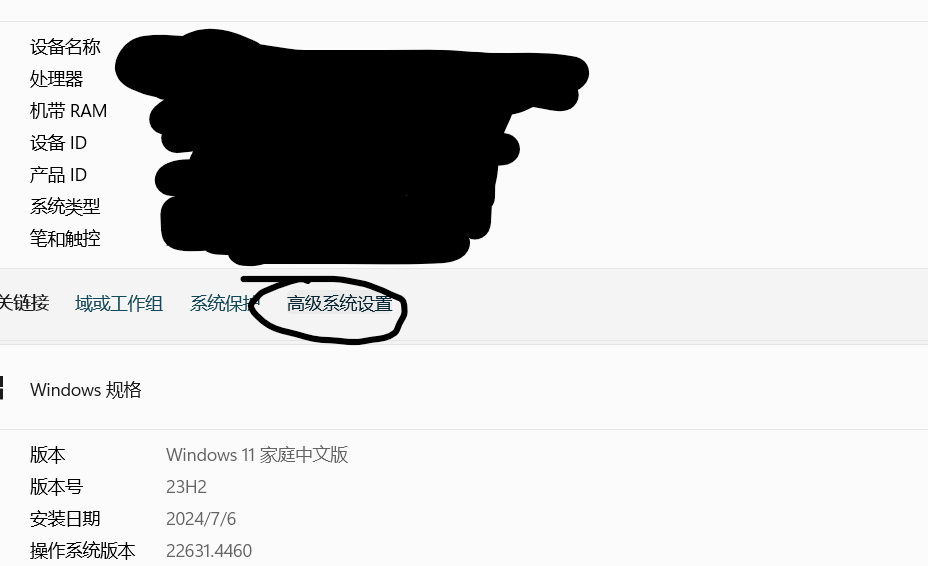 设备名称
处理器
机带 RAM
设备 ID
产品 ID
系统类型
笔和触控
关链接 域或工作组 系统保护 高级系统设置
Windows 规格
版本 Windows 11 家庭中文版
版本号 23H2
安装日期 2024/7/6
操作系统版本 22631.4460